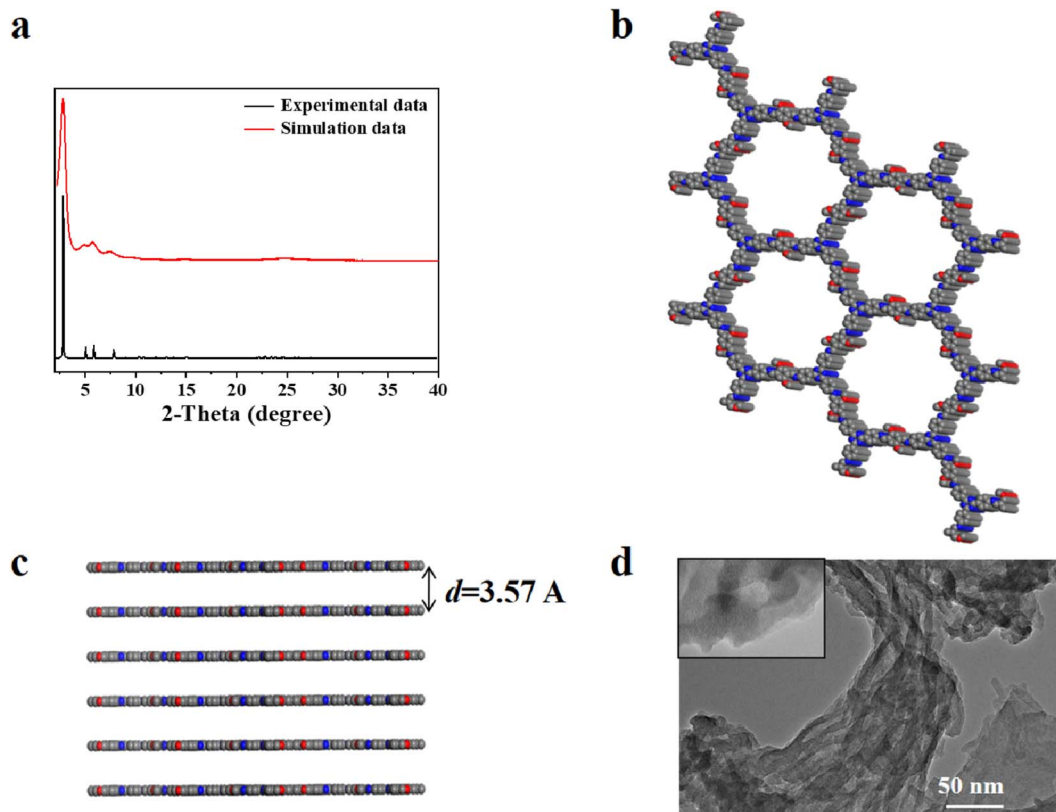 a
Experimental data
Simulation data
5
10
15
20
25
30
35
40
2-Theta (degree)
b
c
d=3.57 A
d
50 nm